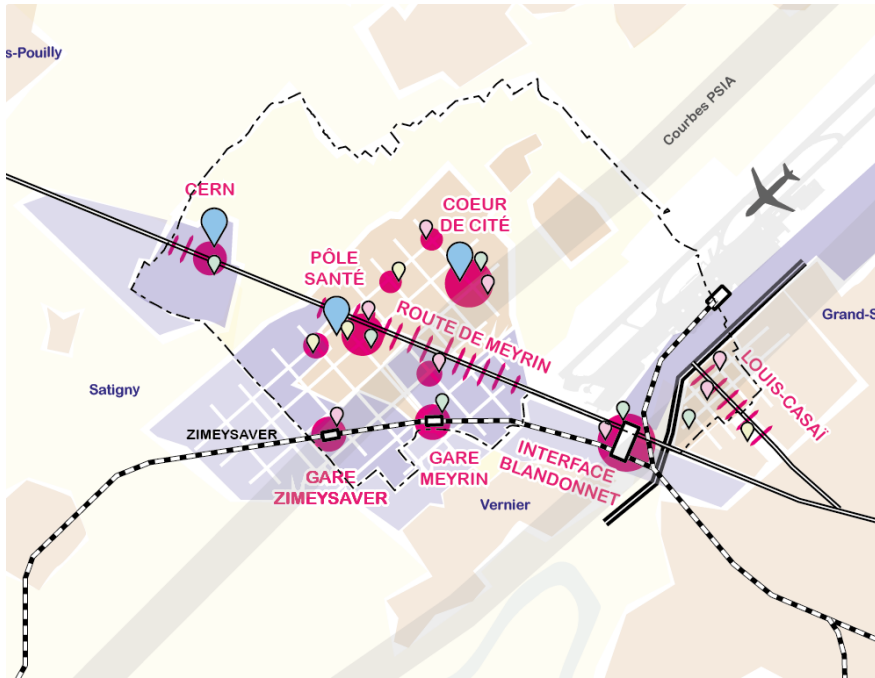 s-Pouilly
Courbes PSIA
CERN
COEUR
DE CITÉ
PÔLE
SANTÉ
ROUTE DE MEYRIN
Grand-S
LOUIS-CASAÏ
Satigny
ZIMEYSAVER
GARE
ZIMEYSAVER
GARE
MEYRIN
INTERFACE
BLANDONNET
Vernier